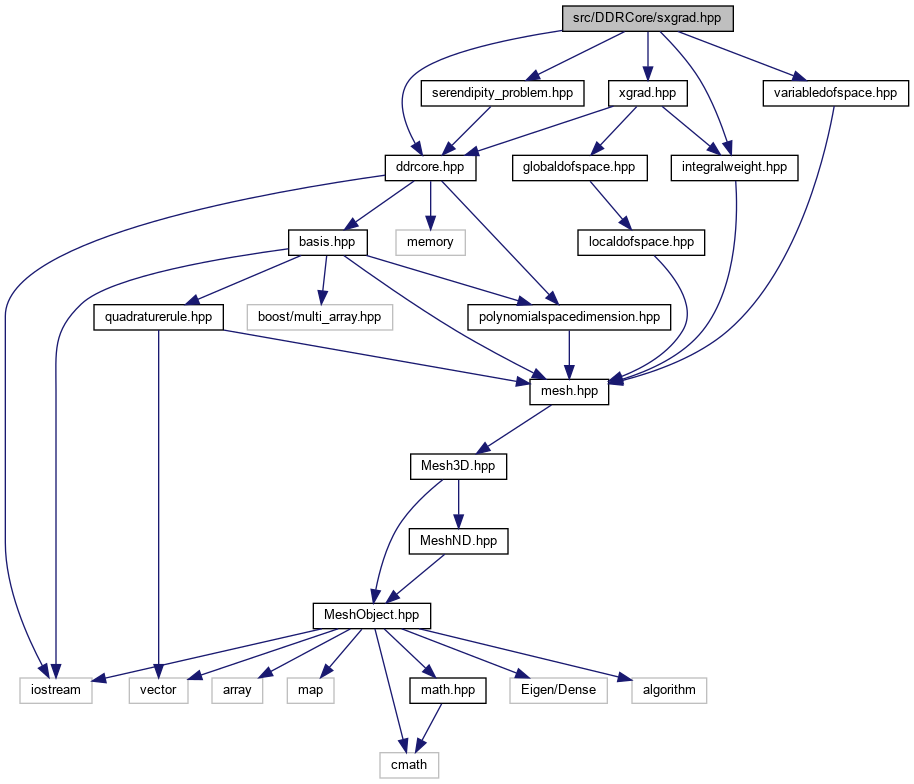 src/DDRCore/sxgrad.hpp
serendipity_problem.hpp
xgrad.hpp
variabledofspace.hpp
ddrcore.hpp
globaldofspace.hpp
integralweight.hpp
basis.hpp
memory
localdofspace.hpp
quadraturerule.hpp
boost/multi_array.hpp
polynomialspacedimension.hpp
mesh.hpp
Mesh3D.hpp
MeshND.hpp
MeshObject.hpp
iostream
vector
array
map
math.hpp
Eigen/Dense
algorithm
cmath